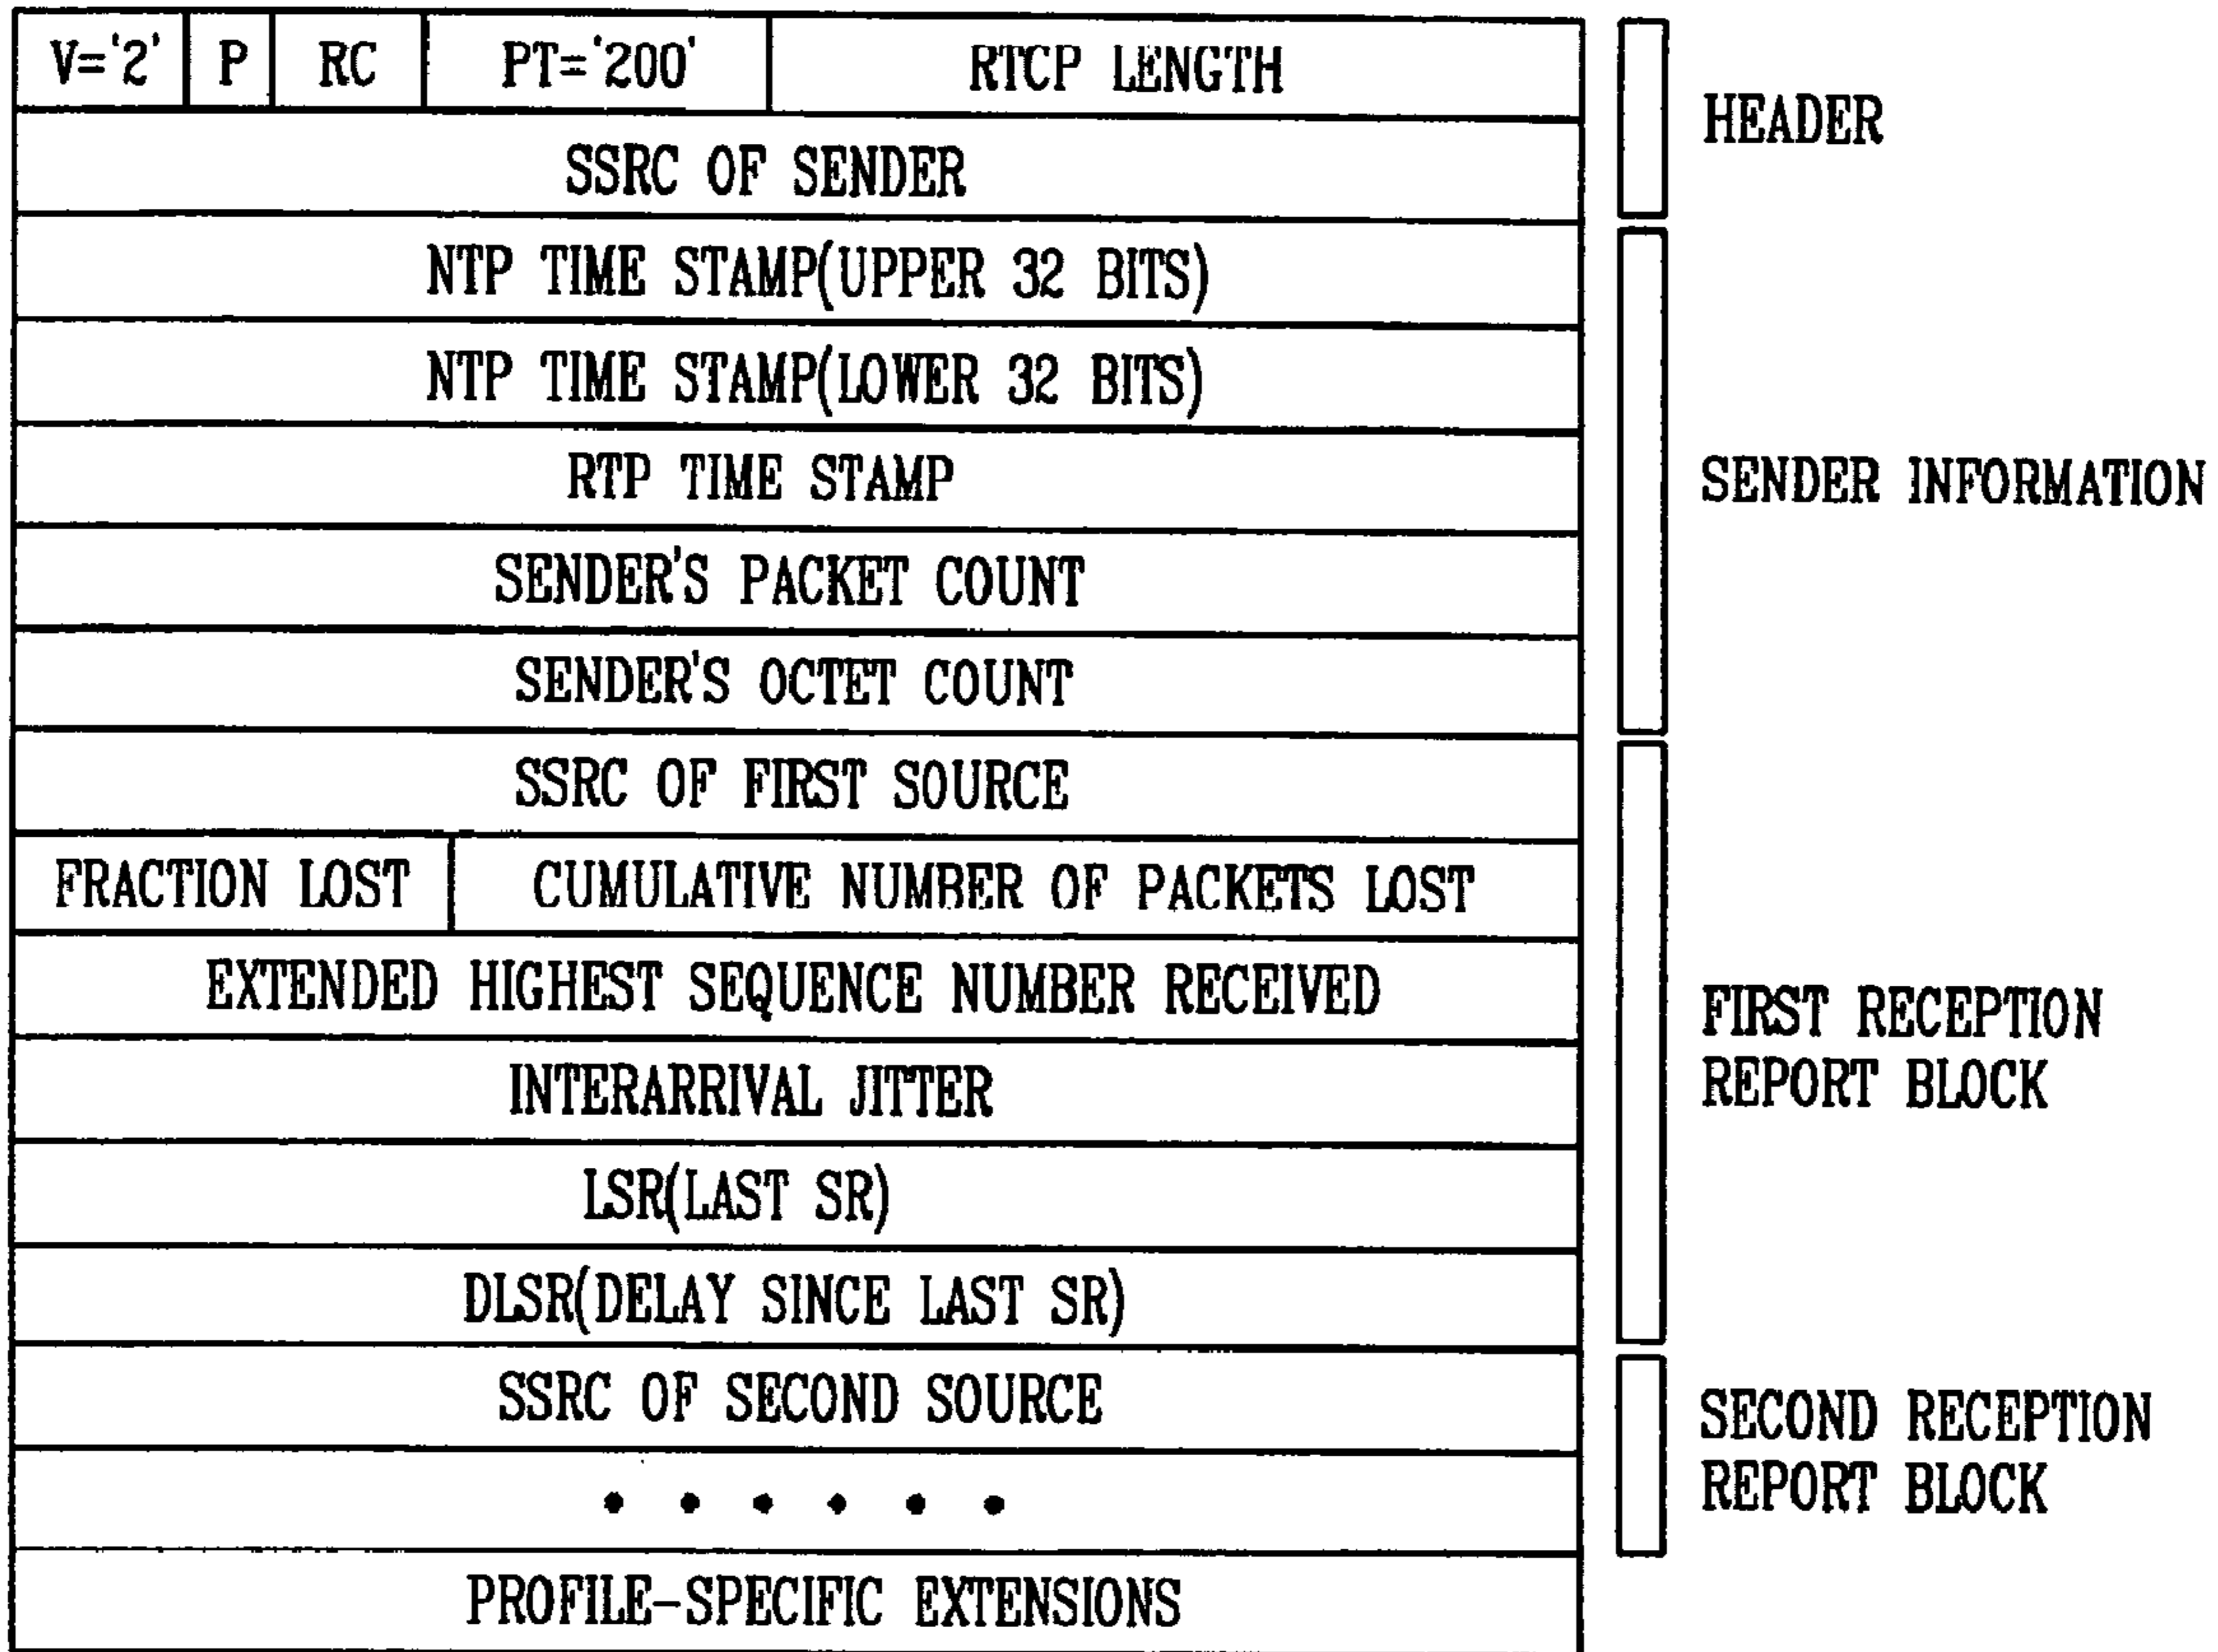 V='2' P RC PT='200' RTCP LENGTH
HEADER
SSRC OF SENDER
NTP TIME STAMP(UPPER 32 BITS)
NTP TIME STAMP(LOWER 32 BITS)
RTP TIME STAMP
SENDER INFORMATION
SENDER'S PACKET COUNT
SENDER'S OCTET COUNT
SSRC OF FIRST SOURCE
FRACTION LOST CUMULATIVE NUMBER OF PACKETS LOST
EXTENDED HIGHEST SEQUENCE NUMBER RECEIVED
FIRST RECEPTION
REPORT BLOCK
INTERARRIVAL JITTER
LSR(LAST SR)
DLSR(DELAY SINCE LAST SR)
SSRC OF SECOND SOURCE
SECOND RECEPTION
REPORT BLOCK
• • • • • •
PROFILE-SPECIFIC EXTENSIONS